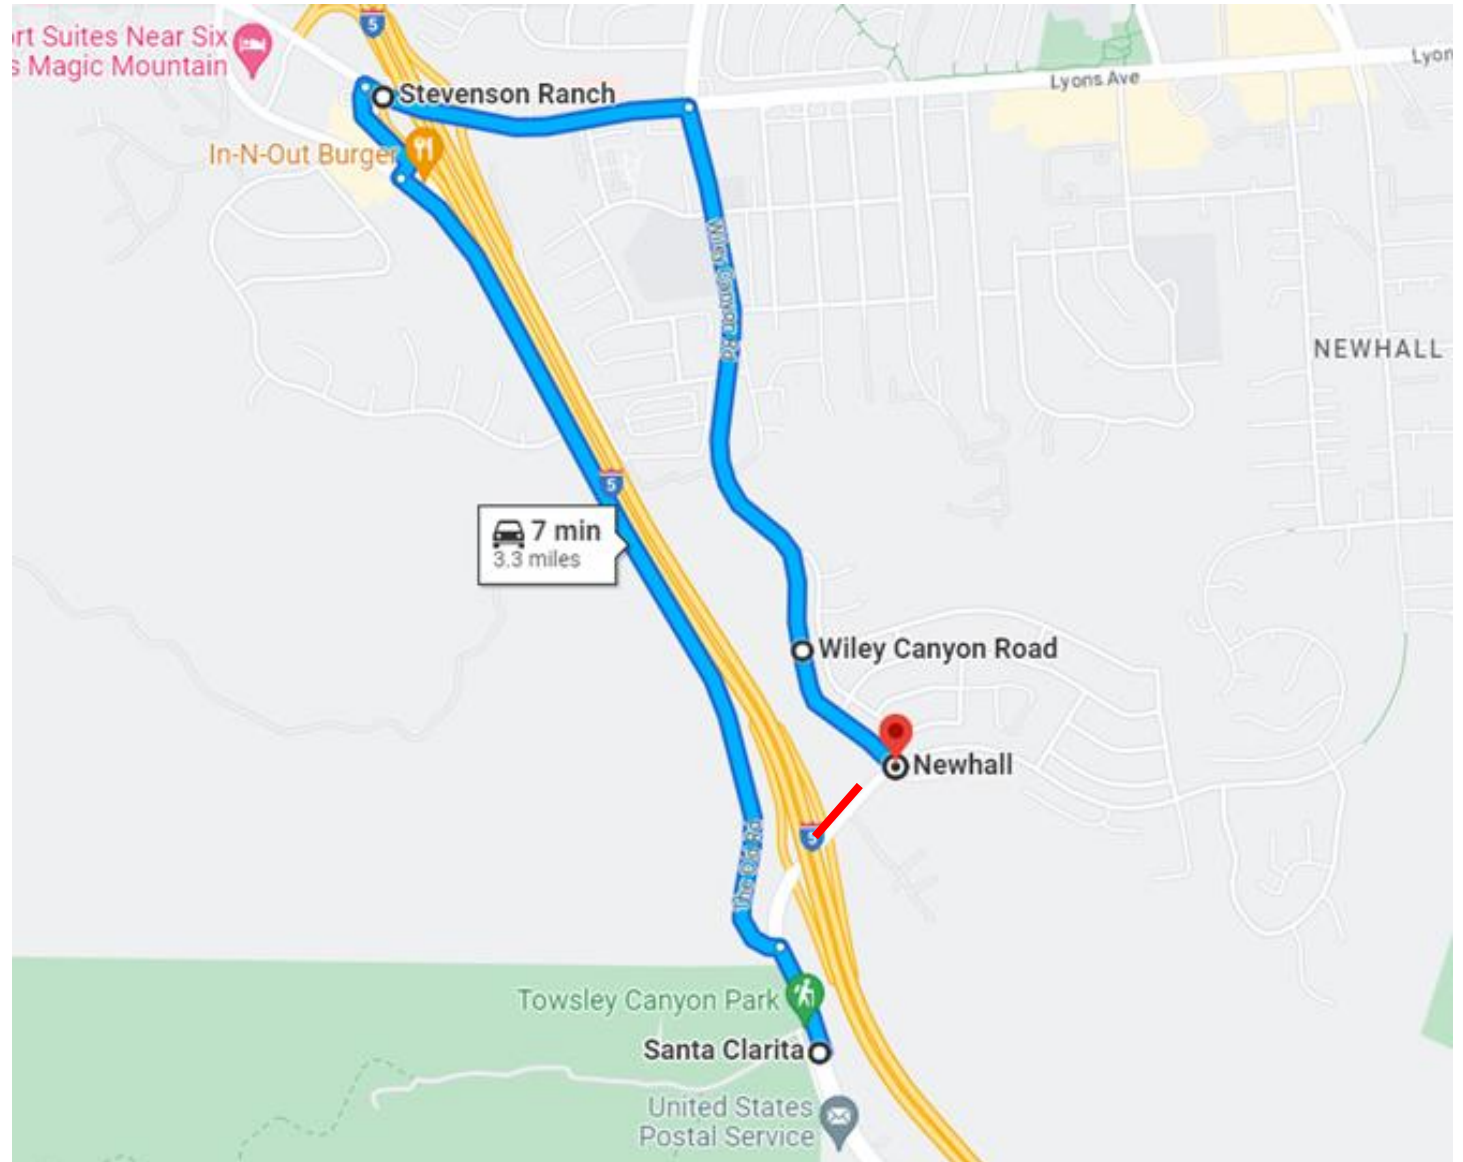 5
rt Suites Near Six
s Magic Mountain
Stevenson Ranch
Lyons Ave
Lyon
In-N-Out Burger
Wiley Canyon Rd
NEWHALL
5
7 min
3.3 miles
Wiley Canyon Road
Newhall
5
The Old Rd
Towsley Canyon Park
Santa Clarita
United States
Postal Service